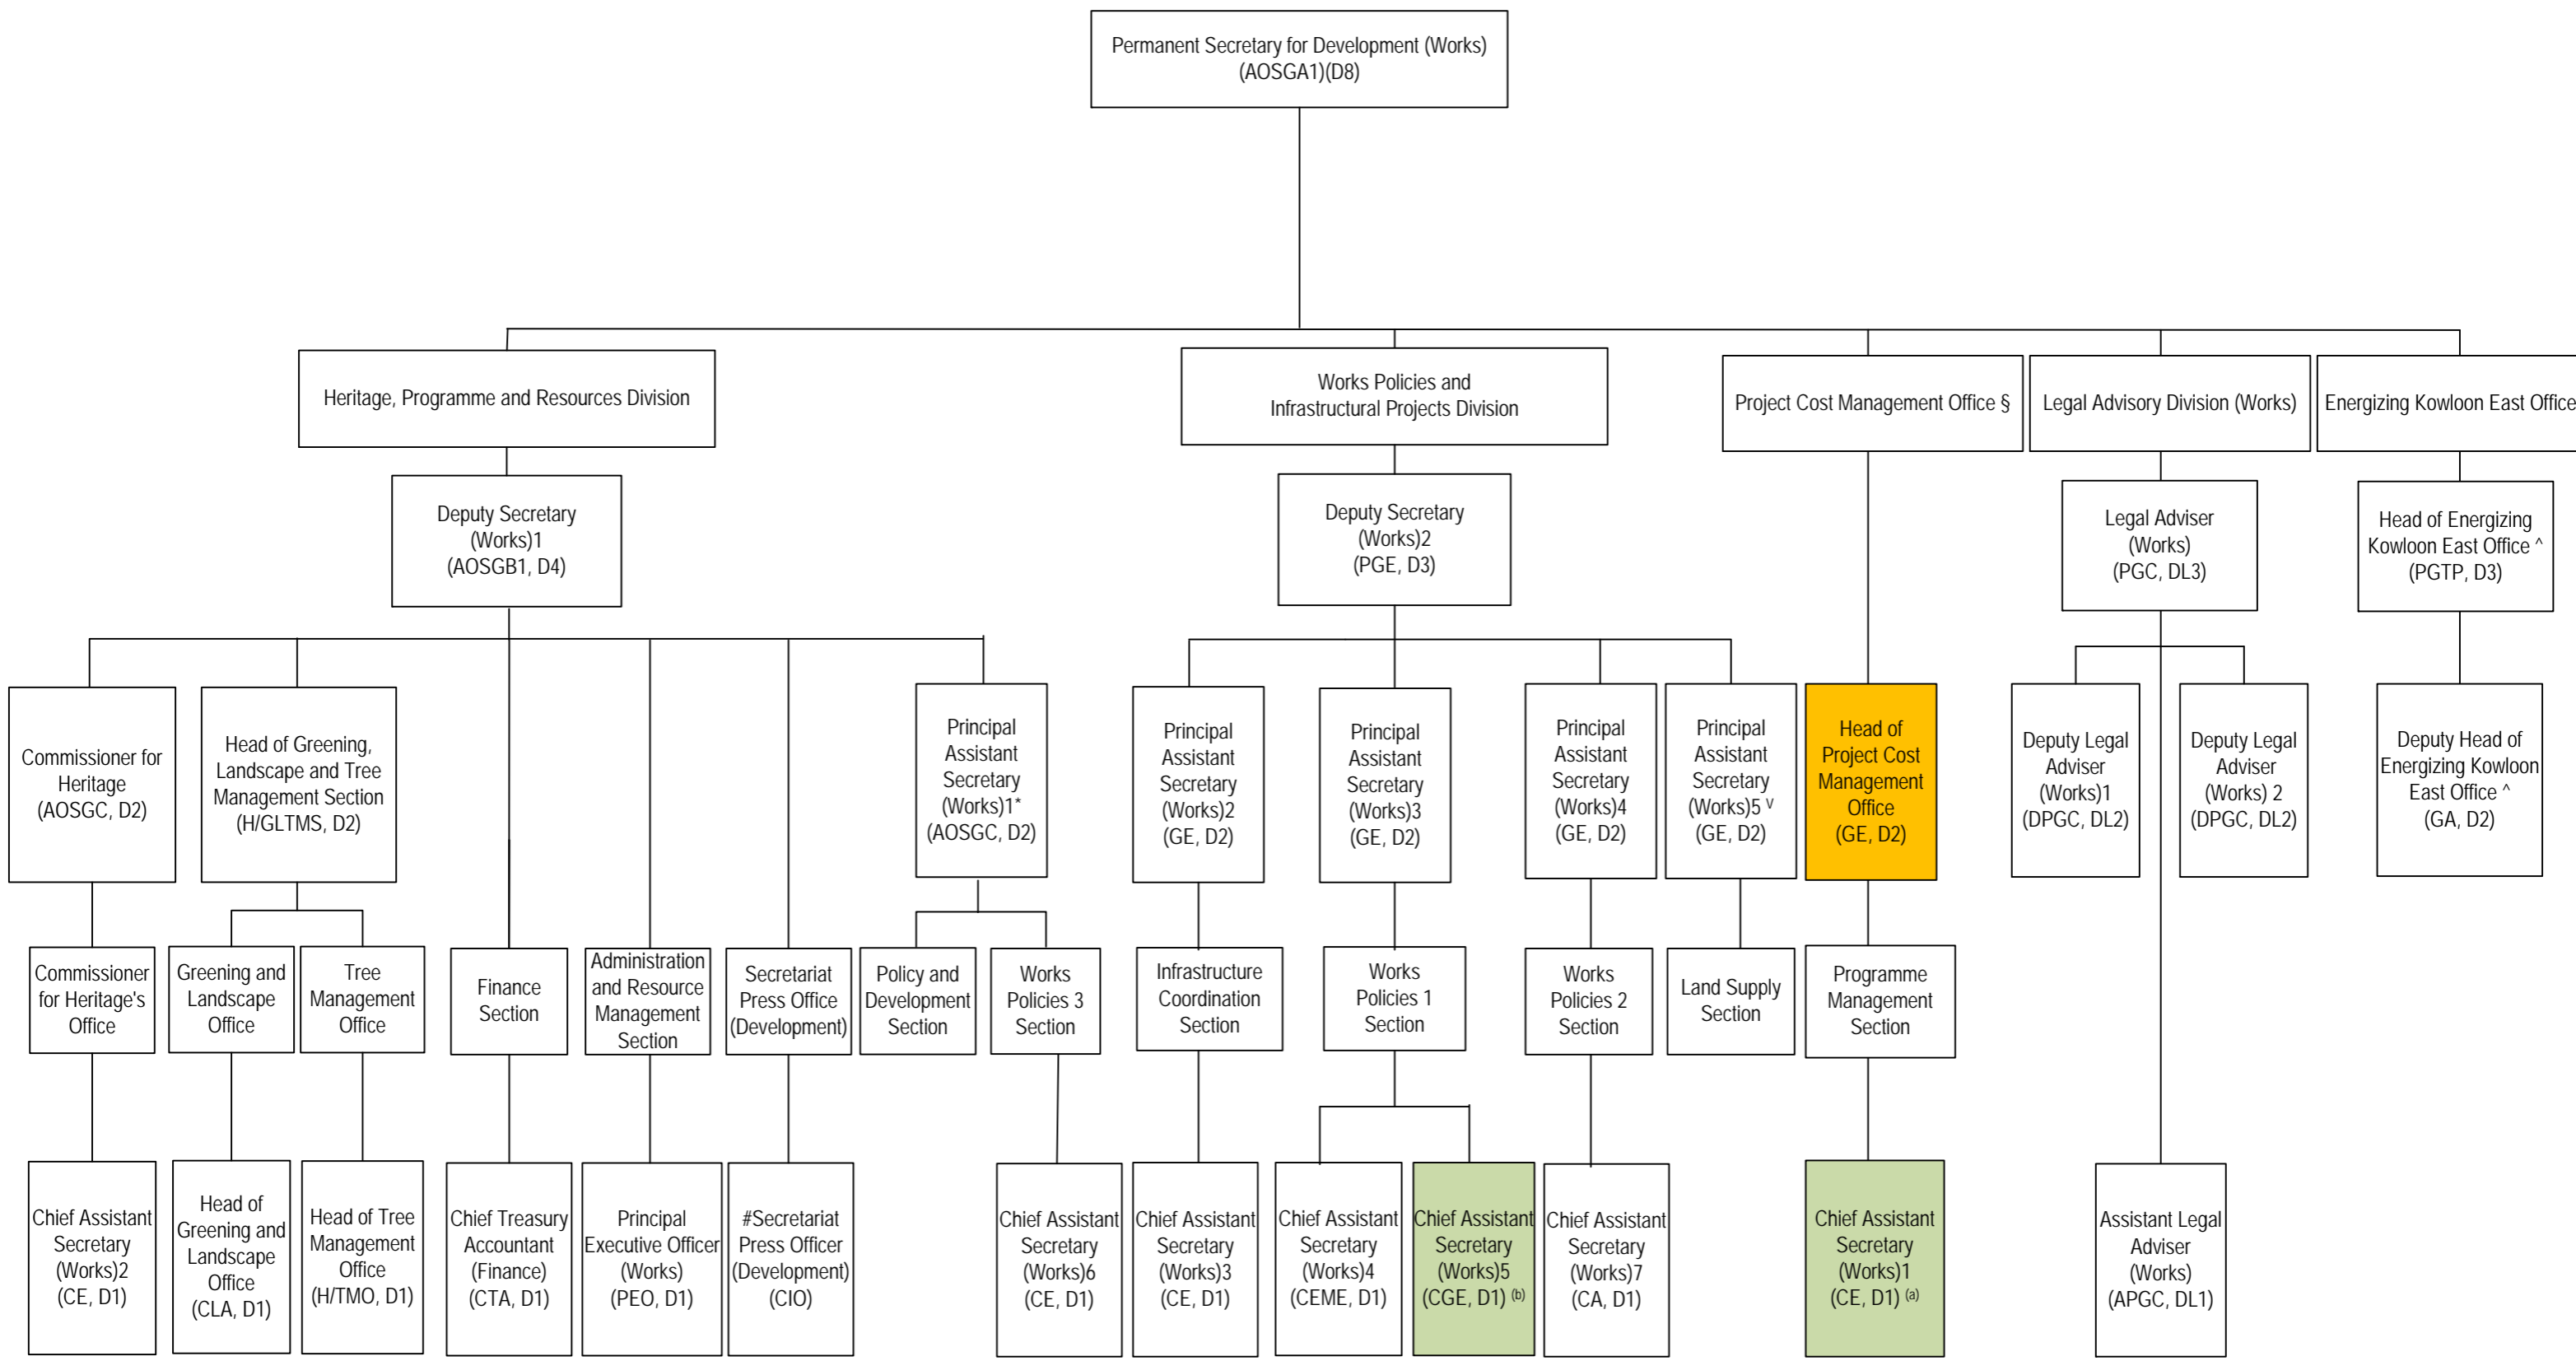 Permanent Secretary for Development (Works)
(AOSGA1)(D8)
Heritage, Programme and Resources Division
Works Policies and
Infrastructural Projects Division
Project Cost Management Office §
Legal Advisory Division (Works)
Energizing Kowloon East Office
Deputy Secretary
(Works)1
(AOSGB1, D4)
Deputy Secretary
(Works)2
(PGE, D3)
Legal Adviser
(Works)
(PGC, DL3)
Head of Energizing
Kowloon East Office ^
(PGTP, D3)
Commissioner for
Heritage
(AOSGC, D2)
Head of Greening,
Landscape and Tree
Management Section
(H/GLTMS, D2)
Principal
Assistant
Secretary
(Works)1*
(AOSGC, D2)
Principal
Assistant
Secretary
(Works)2
(GE, D2)
Principal
Assistant
Secretary
(Works)3
(GE, D2)
Principal
Assistant
Secretary
(Works)4
(GE, D2)
Principal
Assistant
Secretary
(Works)5 V
(GE, D2)
Head of
Project Cost
Management
Office
(GE, D2)
Deputy Legal
Adviser
(Works)1
(DPGC, DL2)
Deputy Legal
Adviser
(Works) 2
(DPGC, DL2)
Deputy Head of
Energizing Kowloon
East Office ^
(GA, D2)
Commissioner
for Heritage's
Office
Greening and
Landscape
Office
Tree
Management
Office
Finance
Section
Administration
and Resource
Management
Section
Secretariat
Press Office
(Development)
Policy and
Development
Section
Works
Policies 3
Section
Infrastructure
Coordination
Section
Works
Policies 1
Section
Works
Policies 2
Section
Land Supply
Section
Programme
Management
Section
Chief Assistant
Secretary
(Works)2
(CE, D1)
Head of
Greening and
Landscape
Office
(CLA, D1)
Head of Tree
Management
Office
(H/TMO, D1)
Chief Treasury
Accountant
(Finance)
(CTA, D1)
Principal
Executive Officer
(Works)
(PEO, D1)
#Secretariat
Press Officer
(Development)
(CIO)
Chief Assistant
Secretary
(Works)6
(CE, D1)
Chief Assistant
Secretary
(Works)3
(CE, D1)
Chief Assistant
Secretary
(Works)4
(CEME, D1)
Chief Assistant
Secretary
(Works)5
(CGE, D1) (b)
Chief Assistant
Secretary
(Works)7
(CA, D1)
Chief Assistant
Secretary
(Works)1
(CE, D1) (a)
Assistant Legal
Adviser
(Works)
(APGC, DL1)